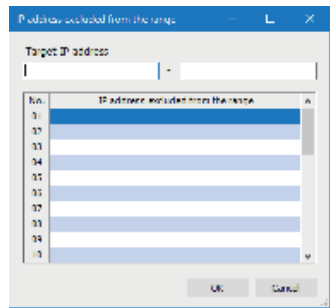 IP address excluded from the range
Target IP address
-
No. IP address excluded from the range
01
02
03
04
05
06
07
08
09
10
OK Cancel